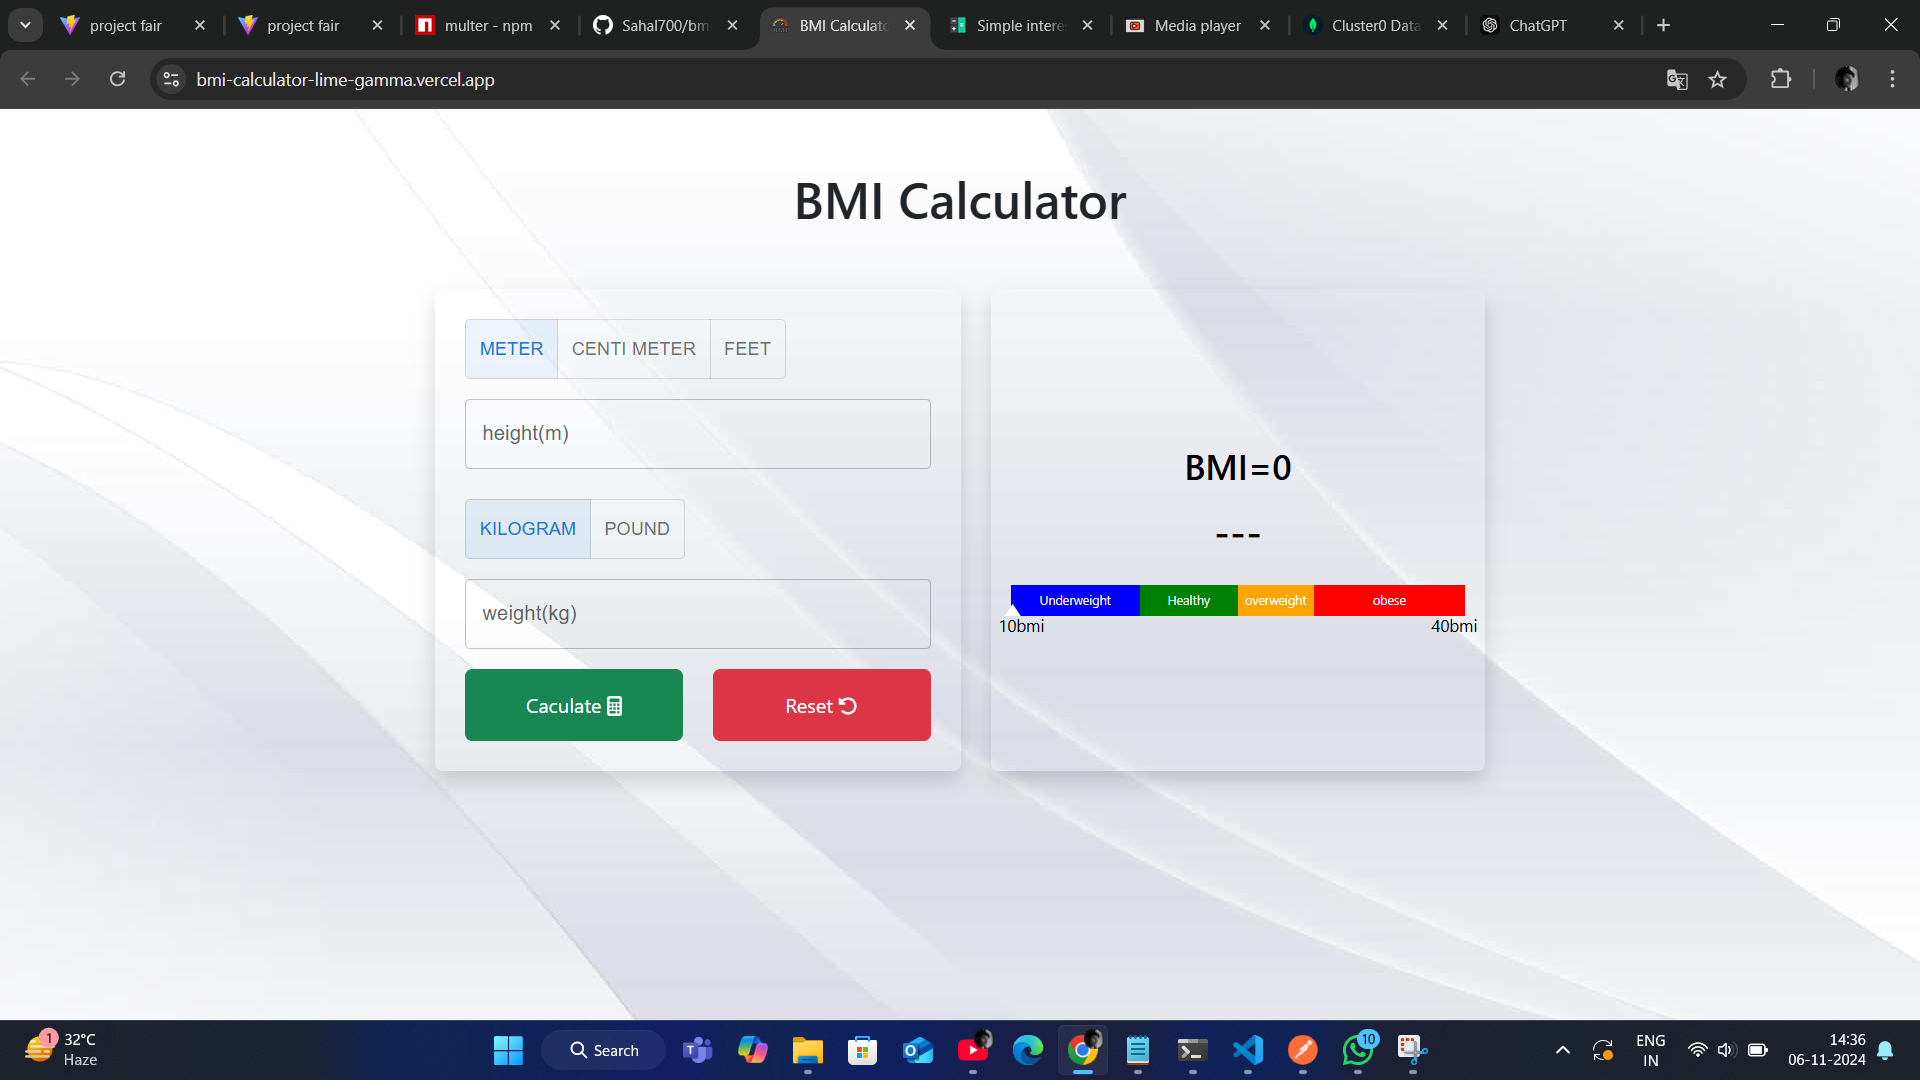 project fair
project fair
multer - npm
Sahal700/bm
BMI Calculato
Simple intere
Media player
Cluster0 Data
ChatGPT
bmi-calculator-lime-gamma.vercel.app
BMI Calculator
METER
CENTI METER
FEET
height(m)
KILOGRAM
POUND
weight(kg)
Caculate
Reset
BMI=0
---
Underweight
Healthy
overweight
obese
10bmi
40bmi
1
32°C
Haze
Search
10
ENG
IN
14:36
06-11-2024